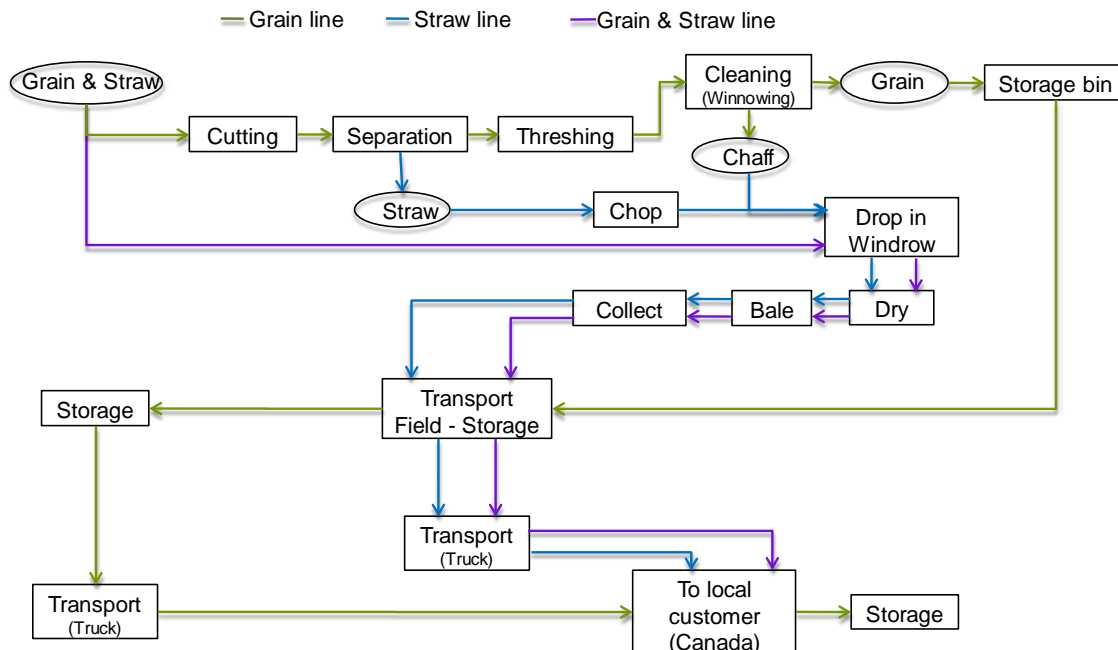 Grain line
Straw line
Grain & Straw line
Grain & Straw
Cutting
Separation
Threshing
Cleaning
(Winnowing)
Grain
Storage bin
Chaff
Straw
Chop
Drop in
Windrow
Collect
Bale
Dry
Storage
Transport
Field - Storage
Transport
(Truck)
Transport
(Truck)
To local
customer
(Canada)
Storage